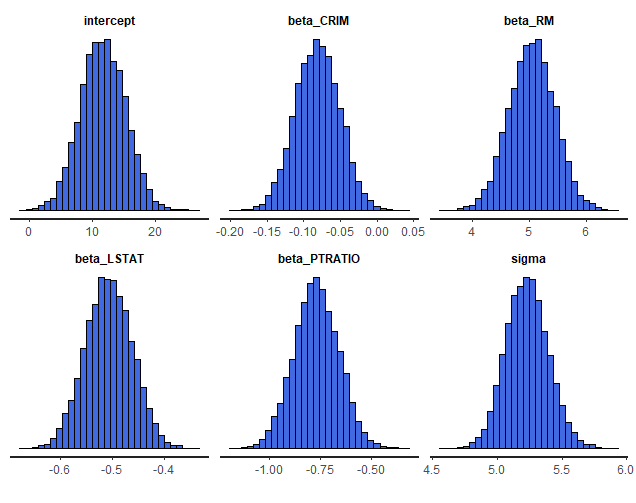 intercept beta_CRIM beta_RM
0 10 20 -0.20 -0.15 -0.10 -0.05 0.00 0.05 4 5 6
beta_LSTAT beta_PTRATIO sigma
-0.6 -0.5 -0.4 -1.00 -0.75 -0.50 4.5 5.0 5.5 6.0